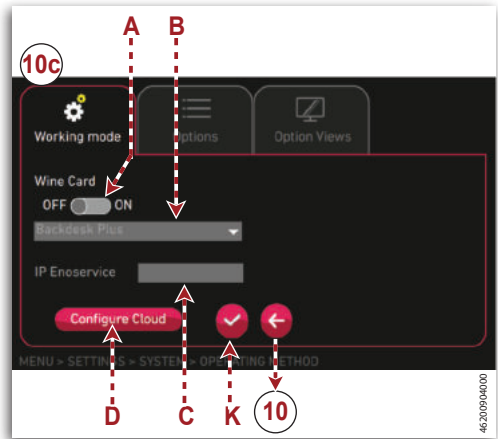 A B
10c
Working mode Options Option Views
Wine Card
OFF ON
Backdesk Plus
IP Enoservice
Configure Cloud
MENU > SETTINGS > SYSTEM > OPERATING METHOD
D C K 10
46200904000